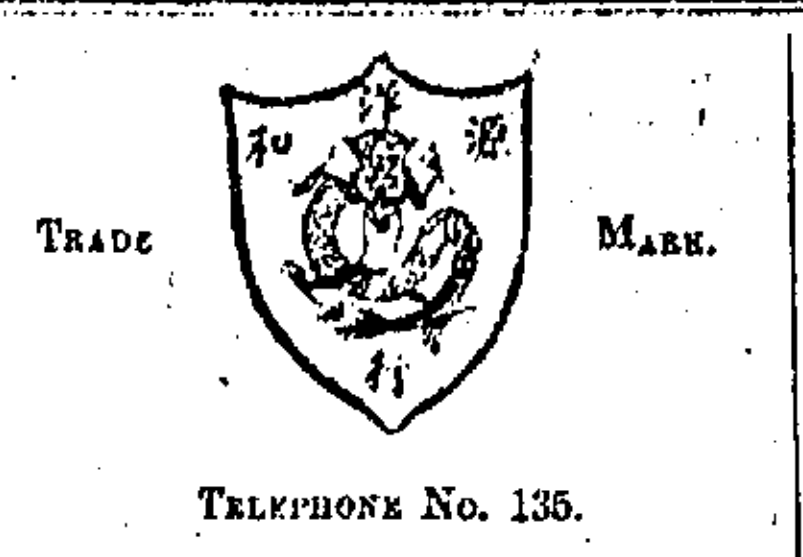 洋
和 源
行
TRADE MARK.
TELEPHONE No. 135.